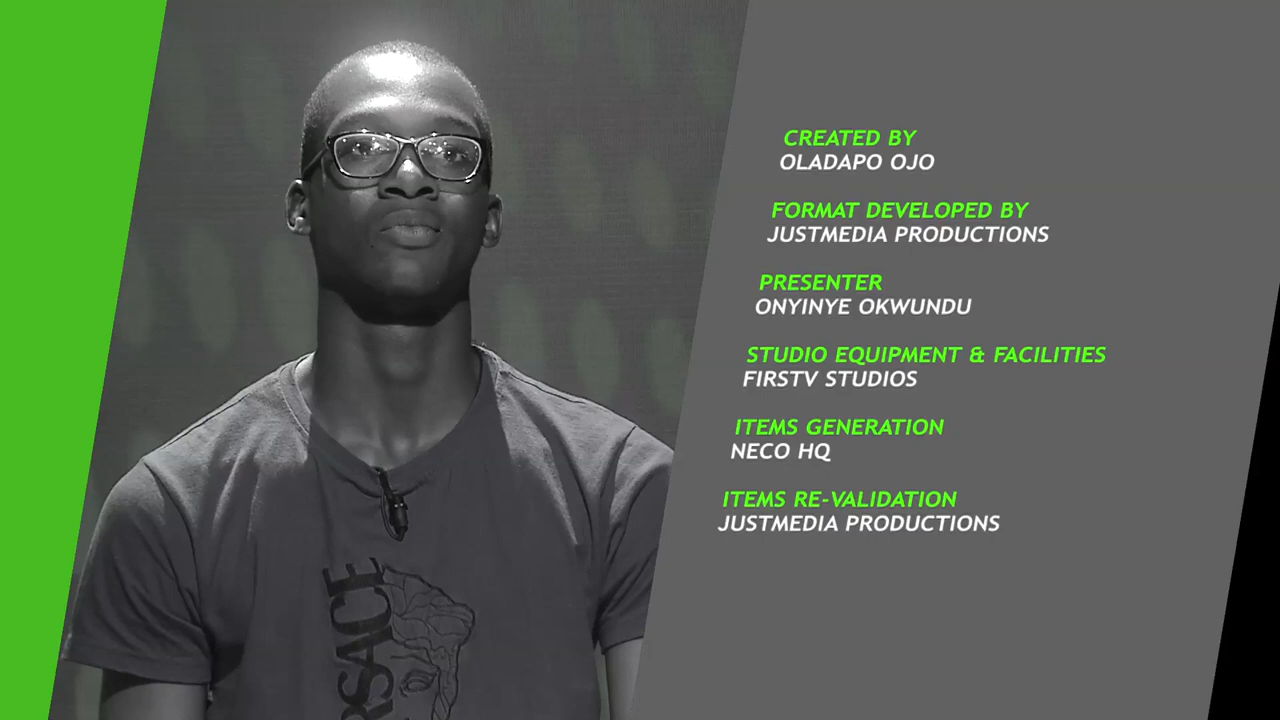 CREATED BY
OLADAPO OJO
FORMAT DEVELOPED BY
JUSTMEDIA PRODUCTIONS
PRESENTER
ONYINYE OKWUNDU
STUDIO EQUIPMENT & FACILITIES
FIRSTV STUDIOS
ITEMS GENERATION
NECO HQ
ITEMS RE-VALIDATION
JUSTMEDIA PRODUCTIONS
RSACE